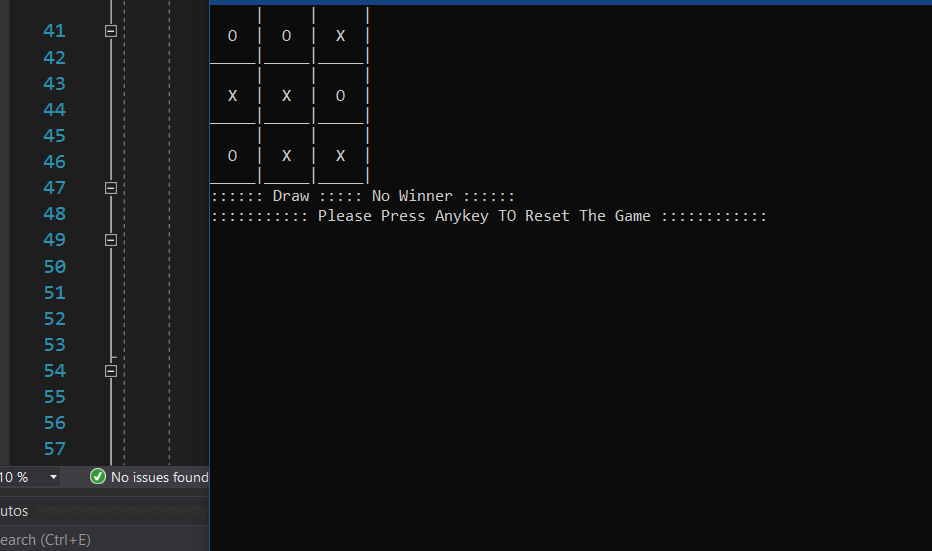 41
42
43
44
45
46
47
48
49
50
51
52
53
54
55
56
57
10 %
No issues found
utos
earch (Ctrl+E)
O | O | X |
X | X | O |
O | X | X |
:::::: Draw ::::: No Winner ::::::
::::::::::: Please Press Anykey TO Reset The Game ::::::::::::